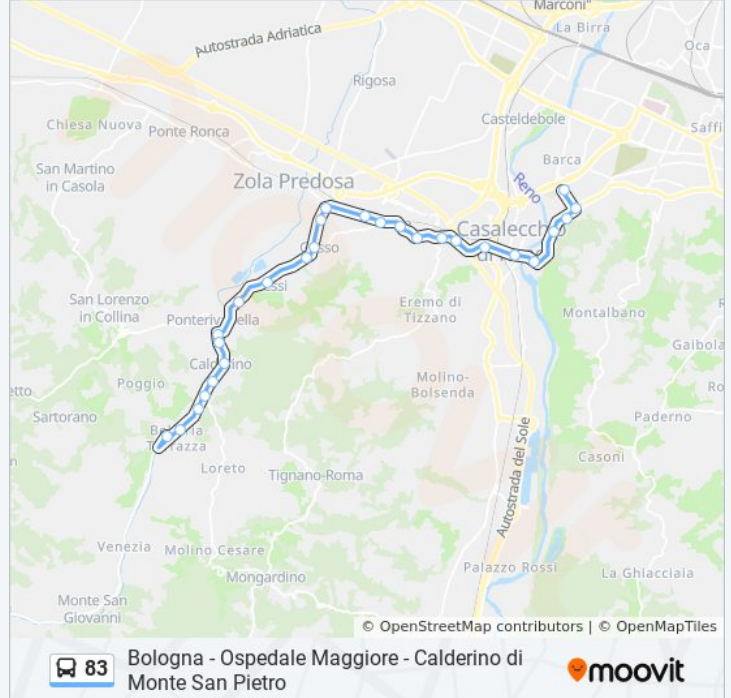 Marconi"
La Birra
Autostrada Adriatica
Oca
Rigosa
Casteldebole
Chiesa Nuova
Ponte Ronca
Saffi
Barca
San Martino
in Casola
Zola Predosa
Reno
Casalecchio
San Lorenzo
in Collina
Eremo di
Tizzano
Montalbano
Gaibola
Poggio
Molino-
Bolsenda
etto
Ro
Sartorano
Paderno
Autostrada del Sole
Casoni
Loreto
Tignano-Roma
Venezia
Molino Cesare
Mongardino
Palazzo Rossi
La Ghiacciaia
Monte San
Giovanni
© OpenStreetMap contributors | © OpenMapTiles
83
Bologna - Ospedale Maggiore - Calderino di
Monte San Pietro
moovit